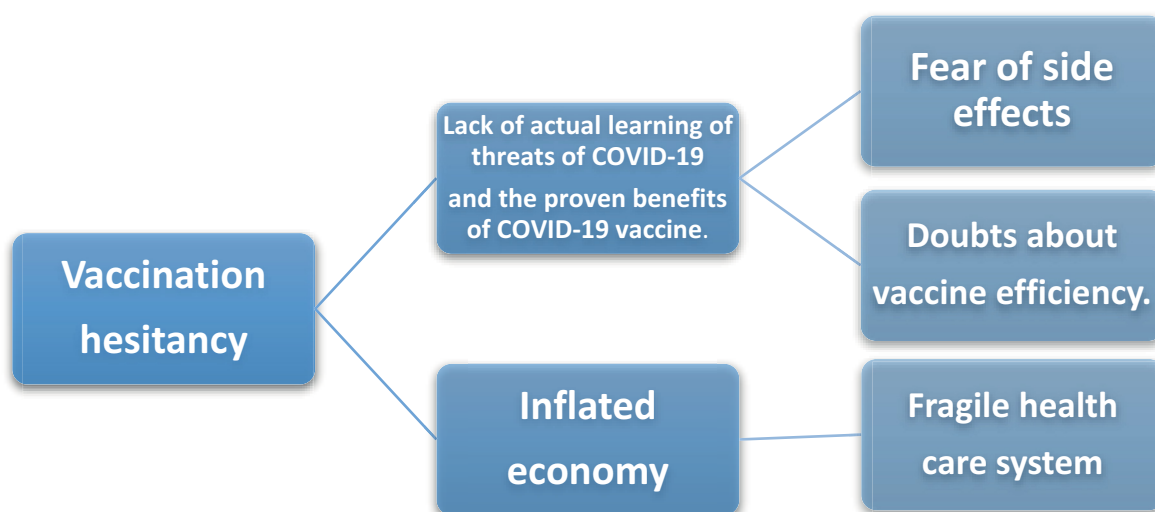 Vaccination
hesitancy
Lack of actual learning of
threats of COVID-19
and the proven benefits
of COVID-19 vaccine.
Fear of side
effects
Doubts about
vaccine efficiency.
Inflated
economy
Fragile health
care system